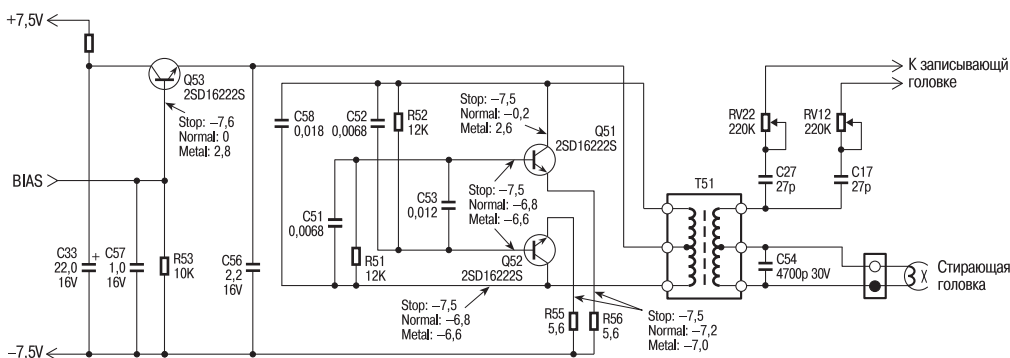 +7,5V
Q53
2SD16222S
Stop: –7,6
Normal: 0
Metal: 2,8
BIAS
C33
22,0
16V
+
C57
1,0
16V
R53
10K
C56
2,2
16V
–7,5V
C58
0,018
C52
0,0068
R52
12K
Stop: –7,5
Normal: –0,2
Metal: 2,6
Q51
2SD16222S
C51
0,0068
R51
12K
C53
0,012
Stop: –7,5
Normal: –6,8
Metal: –6,6
Q52
2SD16222S
Stop: –7,5
Normal: –6,8
Metal: –6,6
R55
5,6
R56
5,6
Stop: –7,5
Normal: –7,2
Metal: –7,0
T51
К записывающй
головке
RV22
220K
RV12
220K
C27
27p
C17
27p
C54
4700p 30V
Стирающая
головка